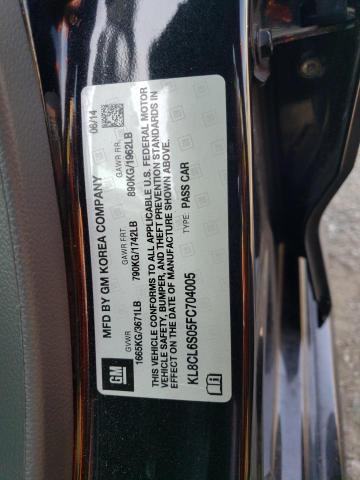 MFD BY GM KOREA COMPANY 06/14
GVWR GAWR FRT GAWR RR
1665KG/3671LB 790KG/1742LB 890KG/1962LB
THIS VEHICLE CONFORMS TO ALL APPLICABLE U.S. FEDERAL MOTOR
VEHICLE SAFETY, BUMPER, AND THEFT PREVENTION STANDARDS IN
EFFECT ON THE DATE OF MANUFACTURE SHOWN ABOVE.
TYPE: PASS CAR
KL8CL6S05FC704005
GM